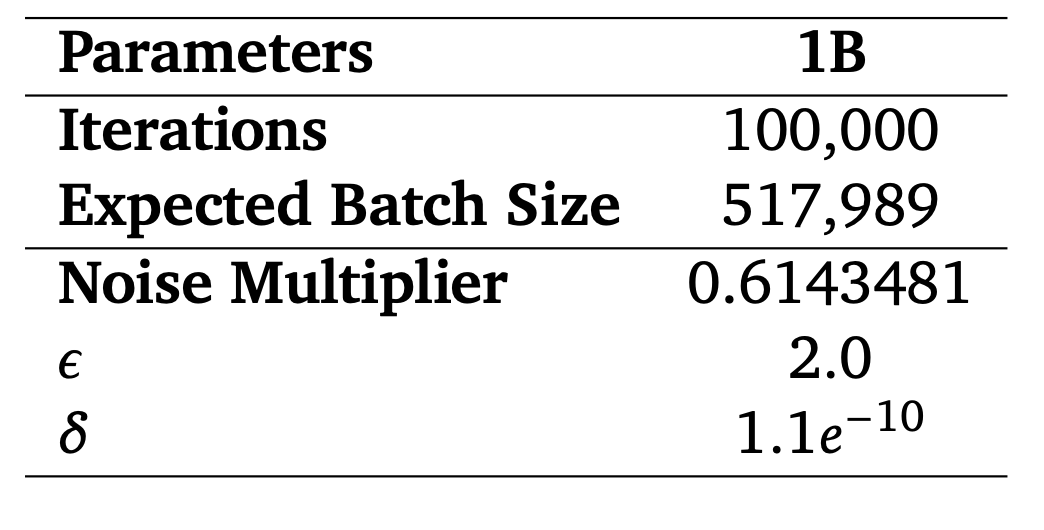 Parameters 1B
Iterations 100,000
Expected Batch Size 517,989
Noise Multiplier 0.6143481
ϵ 2.0
δ 1.1e⁻¹⁰